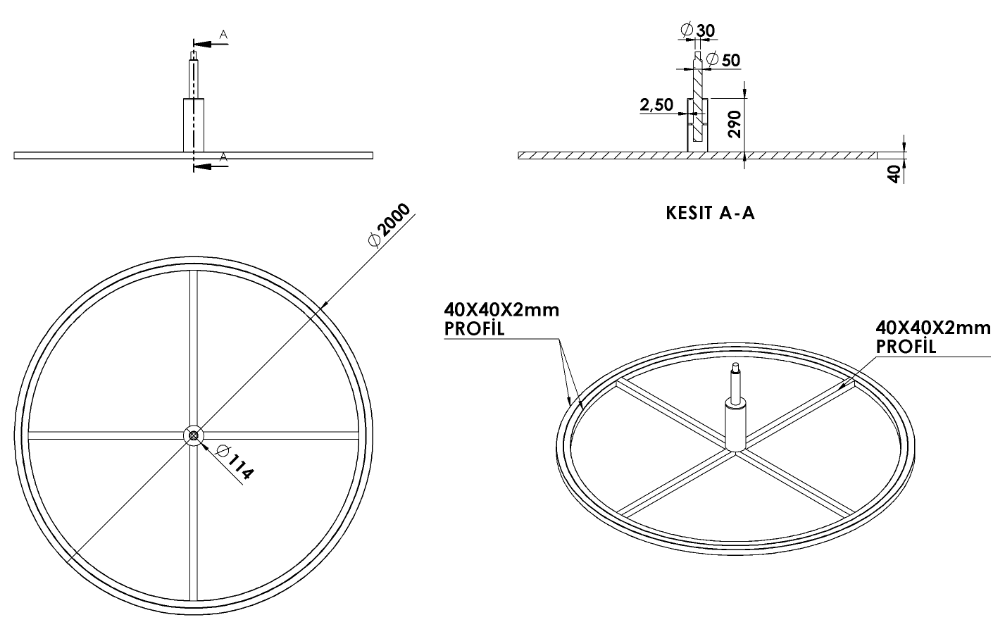 A
A
Ø30
Ø50
2,50
290
40
KESIT A-A
Ø2000
Ø114
40X40X2mm
PROFİL
40X40X2mm
PROFİL